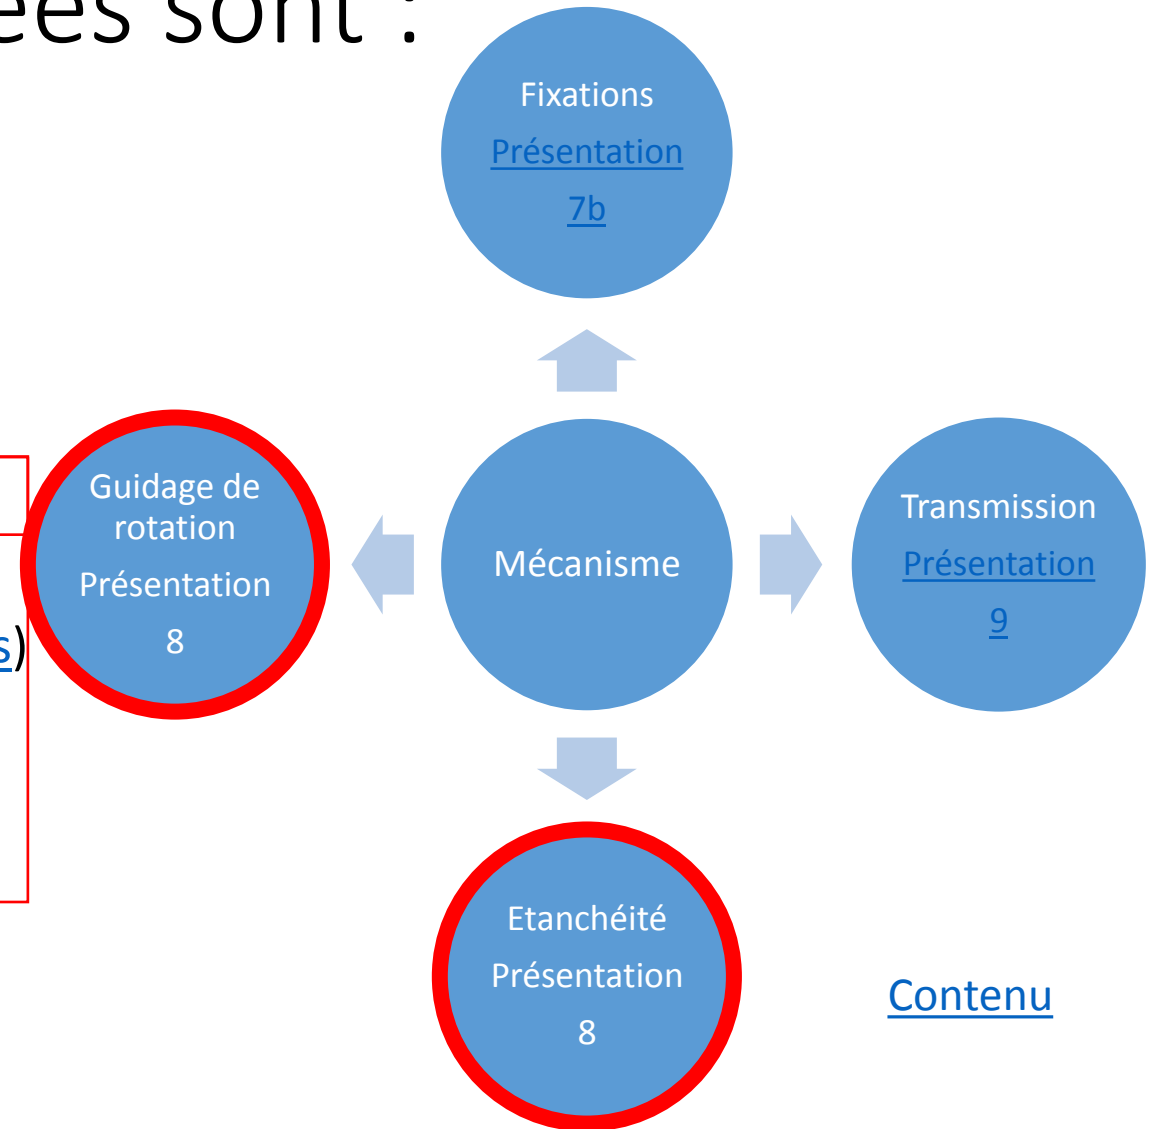 ées sont :
Fixations
Présentation
7b
Guidage de
rotation
Présentation
8
s)
Mécanisme
Transmission
Présentation
9
Etanchéité
Présentation
8
Contenu